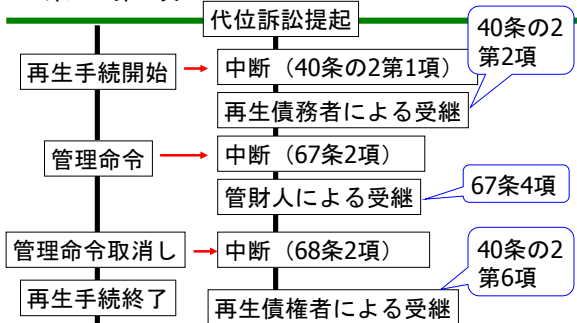 代位訴訟提起
40条の2
第2項
再生手続開始
中断（40条の2第1項）
再生債務者による受継
管理命令
中断（67条2項）
管財人による受継
67条4項
管理命令取消し
中断（68条2項）
40条の2
第6項
再生手続終了
再生債権者による受継